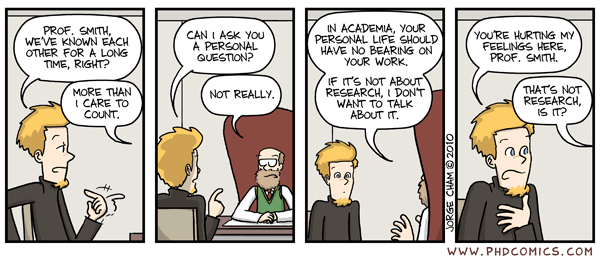 PROF. SMITH,
WE'VE KNOWN EACH
OTHER FOR A LONG
TIME, RIGHT?
MORE THAN
I CARE TO
COUNT.
CAN I ASK YOU
A PERSONAL
QUESTION?
NOT REALLY.
IN ACADEMIA, YOUR
PERSONAL LIFE SHOULD
HAVE NO BEARING ON
YOUR WORK.
IF IT'S NOT ABOUT
RESEARCH, I DON'T
WANT TO TALK
ABOUT IT.
JORGE CHAM © 2010
YOU'RE HURTING MY
FEELINGS HERE,
PROF. SMITH.
THAT'S NOT
RESEARCH,
IS IT?
WWW.PHDCOMICS.COM